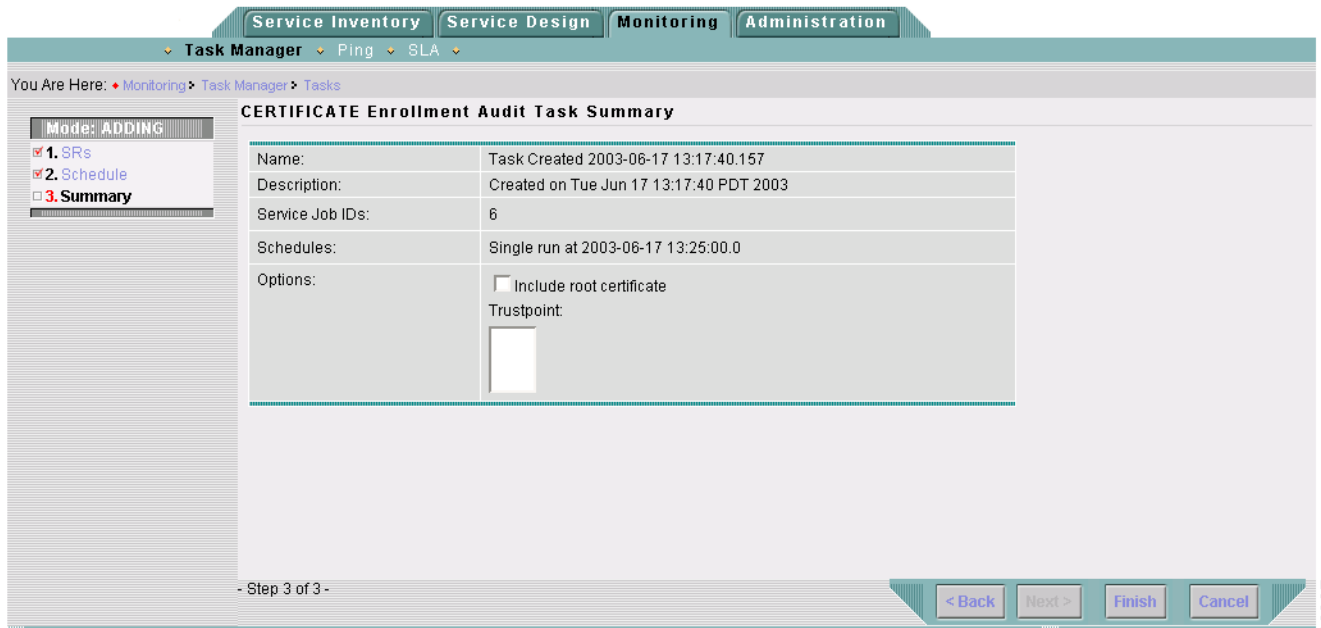 Service Inventory Service Design Monitoring Administration
Task Manager Ping SLA
You Are Here: Monitoring Task Manager Tasks
CERTIFICATE Enrollment Audit Task Summary
Mode: ADDING
1. SRs
2. Schedule
3. Summary
Name: Task Created 2003-06-17 13:17:40.157
Description: Created on Tue Jun 17 13:17:40 PDT 2003
Service Job IDs: 6
Schedules: Single run at 2003-06-17 13:25:00.0
Options: Include root certificate
Trustpoint:
- Step 3 of 3 -
< Back Next > Finish Cancel